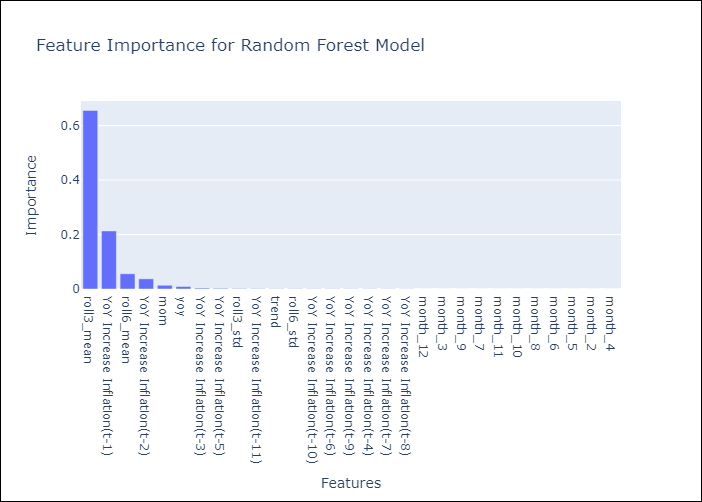 Feature Importance for Random Forest Model
Importance
0.6
0.4
0.2
0
roll3_mean
YoY Increase Inflation(t-1)
roll6_mean
YoY Increase Inflation(t-2)
mom
yoy
YoY Increase Inflation(t-3)
YoY Increase Inflation(t-5)
roll3_std
YoY Increase Inflation(t-11)
trend
roll6_std
YoY Increase Inflation(t-10)
YoY Increase Inflation(t-6)
YoY Increase Inflation(t-9)
YoY Increase Inflation(t-4)
YoY Increase Inflation(t-7)
YoY Increase Inflation(t-8)
month_12
month_3
month_9
month_7
month_11
month_10
month_8
month_6
month_5
month_2
month_4
Features